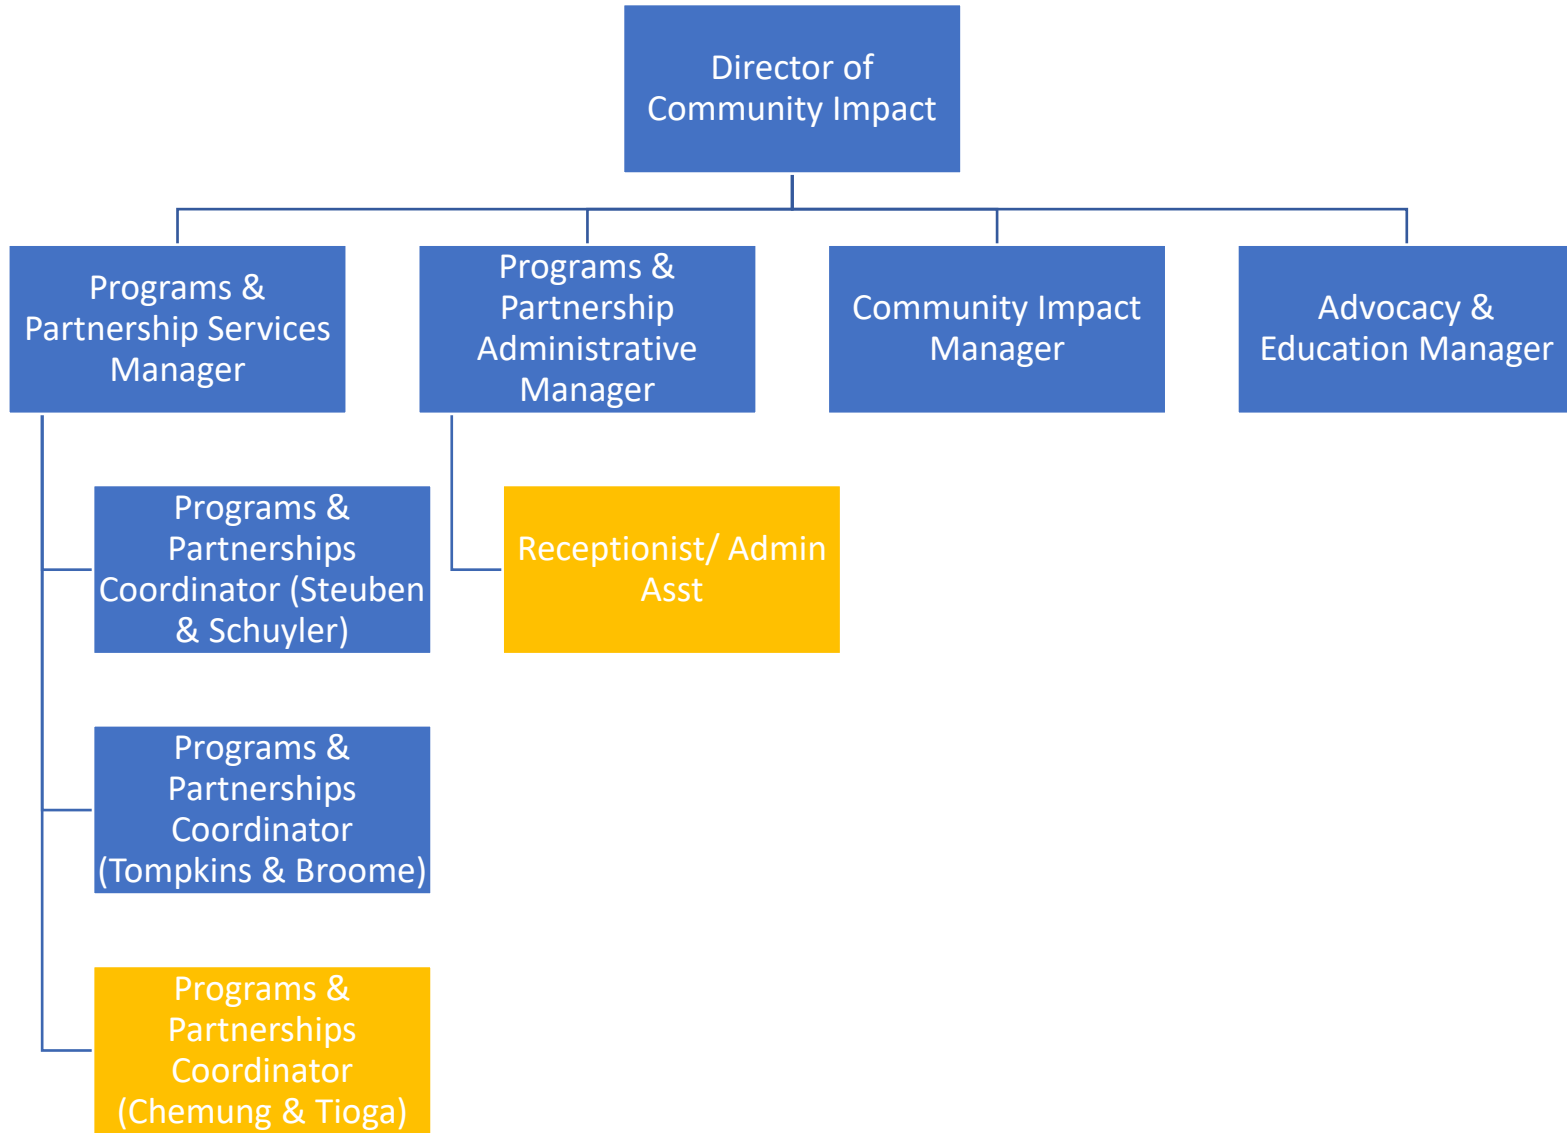 Director of
Community Impact
Programs &
Partnership Services
Manager
Programs &
Partnership
Administrative
Manager
Community Impact
Manager
Advocacy &
Education Manager
Programs &
Partnerships
Coordinator (Steuben
& Schuyler)
Receptionist/ Admin
Asst
Programs &
Partnerships
Coordinator
(Tompkins & Broome)
Programs &
Partnerships
Coordinator
(Chemung & Tioga)